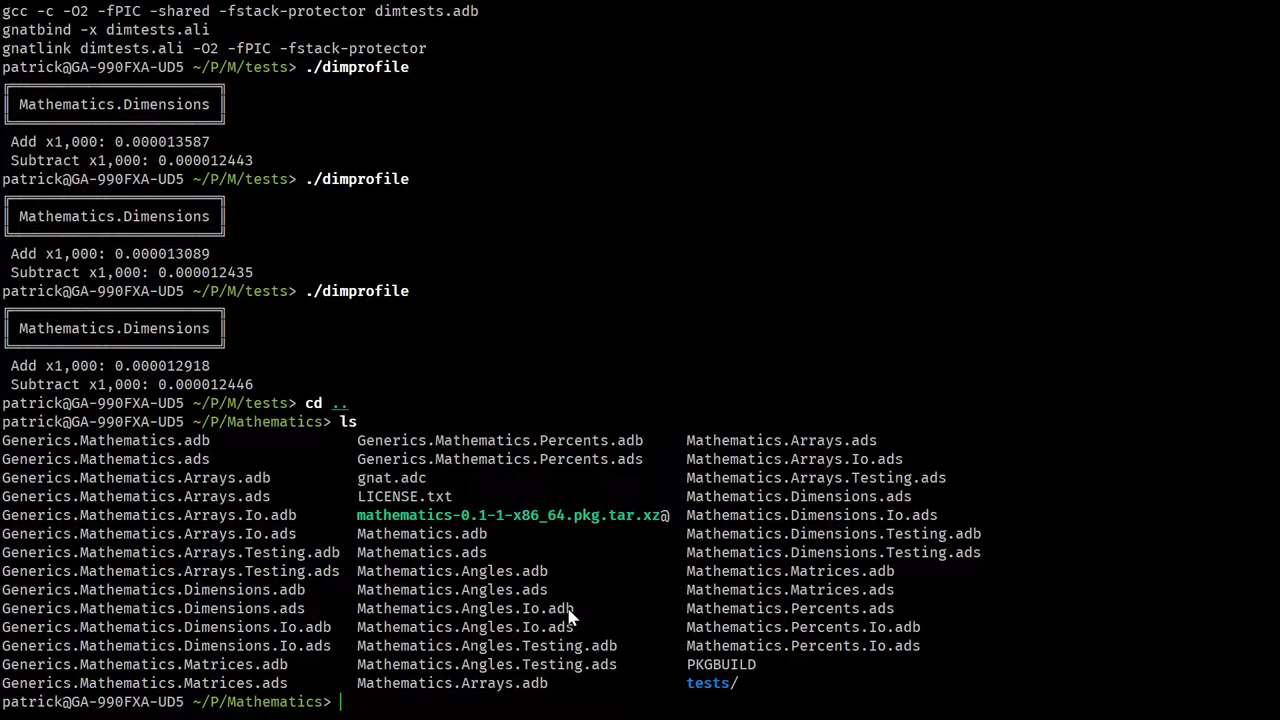 gcc -c -O2 -fPIC -shared -fstack-protector dimtests.adb
gnatbind -x dimtests.ali
gnatlink dimtests.ali -O2 -fPIC -fstack-protector
patrick@GA-990FXA-UD5 ~/P/M/tests> ./dimprofile
Mathematics.Dimensions
Add x1,000: 0.000013587
Subtract x1,000: 0.000012443
patrick@GA-990FXA-UD5 ~/P/M/tests> ./dimprofile
Mathematics.Dimensions
Add x1,000: 0.000013089
Subtract x1,000: 0.000012435
patrick@GA-990FXA-UD5 ~/P/M/tests> ./dimprofile
Mathematics.Dimensions
Add x1,000: 0.000012918
Subtract x1,000: 0.000012446
patrick@GA-990FXA-UD5 ~/P/M/tests> cd ..
patrick@GA-990FXA-UD5 ~/P/Mathematics> ls
Generics.Mathematics.adb Generics.Mathematics.Percents.adb Mathematics.Arrays.ads
Generics.Mathematics.ads Generics.Mathematics.Percents.ads Mathematics.Arrays.Io.ads
Generics.Mathematics.Arrays.adb gnat.adc Mathematics.Arrays.Testing.ads
Generics.Mathematics.Arrays.ads LICENSE.txt Mathematics.Dimensions.ads
Generics.Mathematics.Arrays.Io.adb mathematics-0.1-1-x86_64.pkg.tar.xz@ Mathematics.Dimensions.Io.ads
Generics.Mathematics.Arrays.Io.ads Mathematics.adb Mathematics.Dimensions.Testing.adb
Generics.Mathematics.Arrays.Testing.adb Mathematics.ads Mathematics.Dimensions.Testing.ads
Generics.Mathematics.Arrays.Testing.ads Mathematics.Angles.adb Mathematics.Matrices.adb
Generics.Mathematics.Dimensions.adb Mathematics.Angles.ads Mathematics.Matrices.ads
Generics.Mathematics.Dimensions.ads Mathematics.Angles.Io.adb Mathematics.Percents.ads
Generics.Mathematics.Dimensions.Io.adb Mathematics.Angles.Io.ads Mathematics.Percents.Io.adb
Generics.Mathematics.Dimensions.Io.ads Mathematics.Angles.Testing.adb Mathematics.Percents.Io.ads
Generics.Mathematics.Matrices.adb Mathematics.Angles.Testing.ads PKGBUILD
Generics.Mathematics.Matrices.ads Mathematics.Arrays.adb tests/
patrick@GA-990FXA-UD5 ~/P/Mathematics>